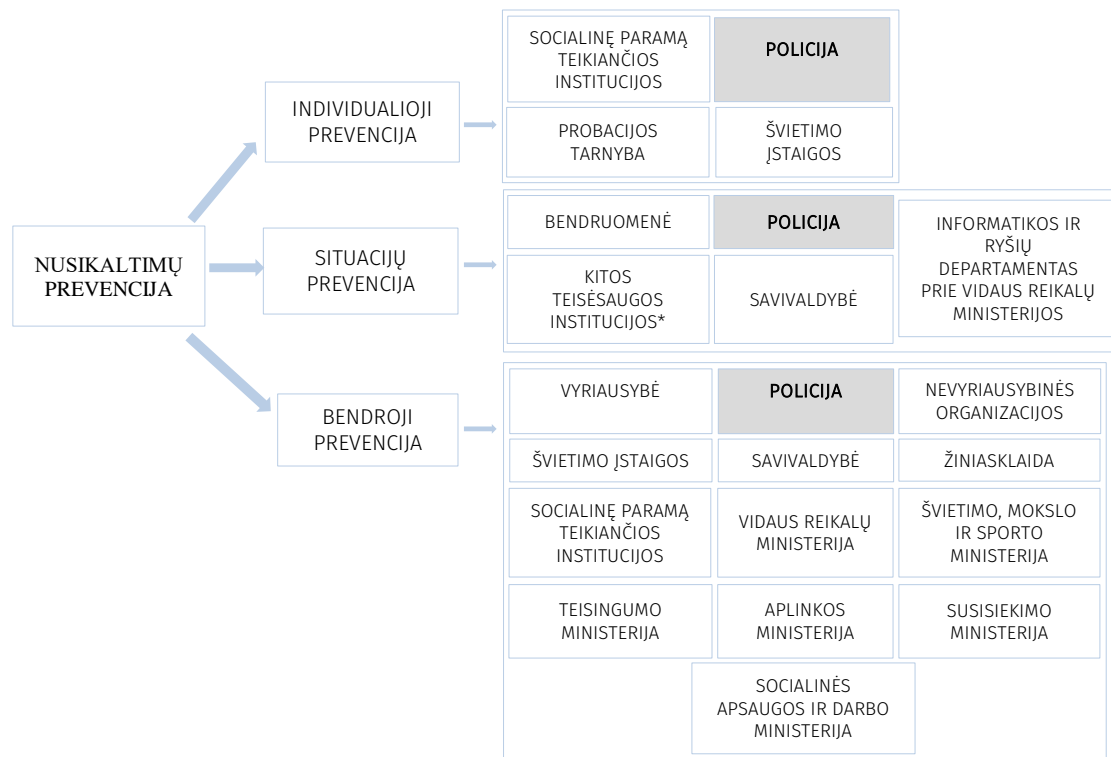 NUSIKALTIMŲ
PREVENCIJA
INDIVIDUALIOJI
PREVENCIJA
SOCIALINĘ PARAMĄ
TEIKIANČIOS
INSTITUCIJOS
POLICIJA
PROBACIJOS
TARNYBA
ŠVIETIMO
ĮSTAIGOS
SITUACIJŲ
PREVENCIJA
BENDRUOMENĖ
POLICIJA
INFORMATIKOS IR
RYŠIŲ
DEPARTAMENTAS
PRIE VIDAUS REIKALŲ
MINISTERIJOS
KITOS
TEISĖSAUGOS
INSTITUCIJOS*
SAVIVALDYBĖ
BENDROJI
PREVENCIJA
VYRIAUSYBĖ
POLICIJA
NEVYRIAUSYBINĖS
ORGANIZACIJOS
ŠVIETIMO ĮSTAIGOS
SAVIVALDYBĖ
ŽINIASKLAIDA
SOCIALINĘ PARAMĄ
TEIKIANČIOS
INSTITUCIJOS
VIDAUS REIKALŲ
MINISTERIJA
ŠVIETIMO, MOKSLO
IR SPORTO
MINISTERIJA
TEISINGUMO
MINISTERIJA
APLINKOS
MINISTERIJA
SUSISIEKIMO
MINISTERIJA
SOCIALINĖS
APSAUGOS IR DARBO
MINISTERIJA